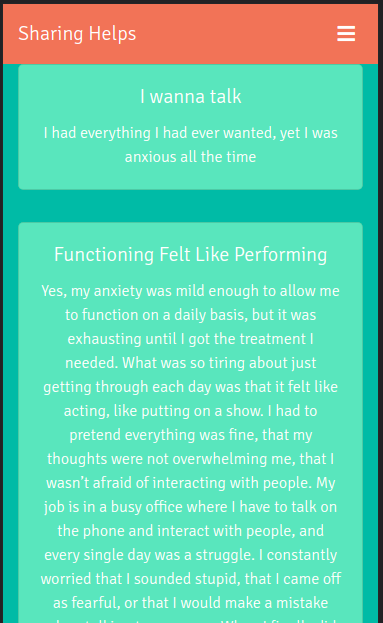 Sharing Helps
I wanna talk
I had everything I had ever wanted, yet I was
anxious all the time
Functioning Felt Like Performing
Yes, my anxiety was mild enough to allow me
to function on a daily basis, but it was
exhausting until I got the treatment I
needed. What was so tiring about just
getting through each day was that it felt like
acting, like putting on a show. I had to
pretend everything was fine, that my
thoughts were not overwhelming me, that I
wasn't afraid of interacting with people. My
job is in a busy office where I have to talk on
the phone and interact with people, and
every single day was a struggle. I constantly
worried that I sounded stupid, that I came off
as fearful, or that I would make a mistake